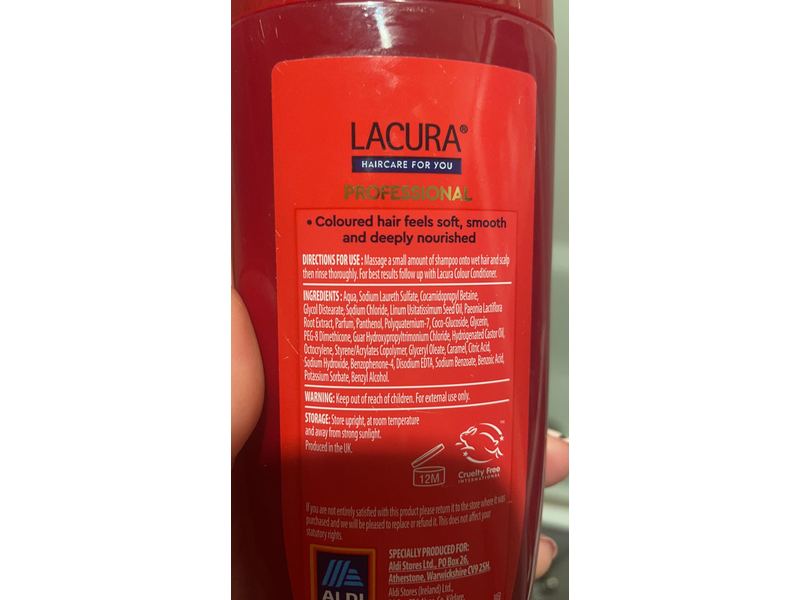 LACURA®
HAIRCARE FOR YOU
PROFESSIONAL
• Coloured hair feels soft, smooth
and deeply nourished
DIRECTIONS FOR USE : Massage a small amount of shampoo onto wet hair and scalp
then rinse thoroughly. For best results follow up with Lacura Colour Conditioner.
INGREDIENTS : Aqua, Sodium Laureth Sulfate, Cocamidopropyl Betaine,
Glycol Distearate, Sodium Chloride, Linum Usitatissimum Seed Oil, Paeonia Lactiflora
Root Extract, Parfum, Panthenol, Polyquaternium-7, Coco-Glucoside, Glycerin,
PEG-8 Dimethicone, Guar Hydroxypropyltrimonium Chloride, Hydrogenated Castor Oil,
Octocrylene, Styrene/Acrylates Copolymer, Glyceryl Oleate, Caramel, Citric Acid,
Sodium Hydroxide, Benzophenone-4, Disodium EDTA, Sodium Benzoate, Benzoic Acid,
Potassium Sorbate, Benzyl Alcohol.
WARNING: Keep out of reach of children. For external use only.
STORAGE: Store upright, at room temperature
and away from strong sunlight.
Produced in the UK.
12M
Cruelty Free
INTERNATIONAL
If you are not entirely satisfied with this product please return it to the store where it was
purchased and we will be pleased to replace or refund it. This does not affect your
statutory rights.
ALDI
SPECIALLY PRODUCED FOR:
Aldi Stores Ltd., PO Box 26,
Atherstone, Warwickshire CV9 2SH.
Aldi Stores (Ireland) Ltd.,
Co. Kildare,